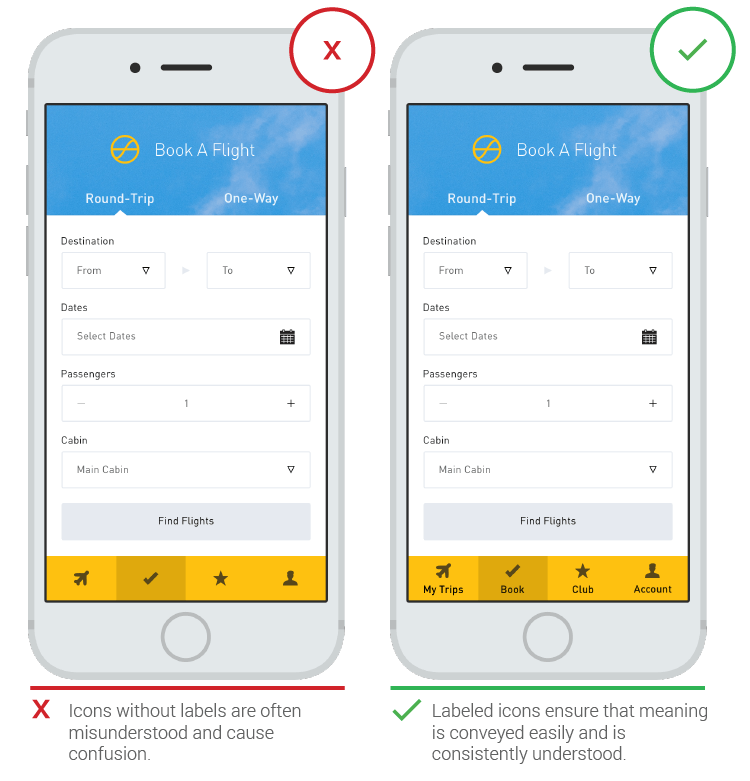 X
Book A Flight
Round-Trip One-Way
Destination
From To
Dates
Select Dates
Passengers
1
Cabin
Main Cabin
Find Flights
X Icons without labels are often
misunderstood and cause
confusion.
Book A Flight
Round-Trip One-Way
Destination
From To
Dates
Select Dates
Passengers
1
Cabin
Main Cabin
Find Flights
My Trips Book Club Account
Labeled icons ensure that meaning
is conveyed easily and is
consistently understood.